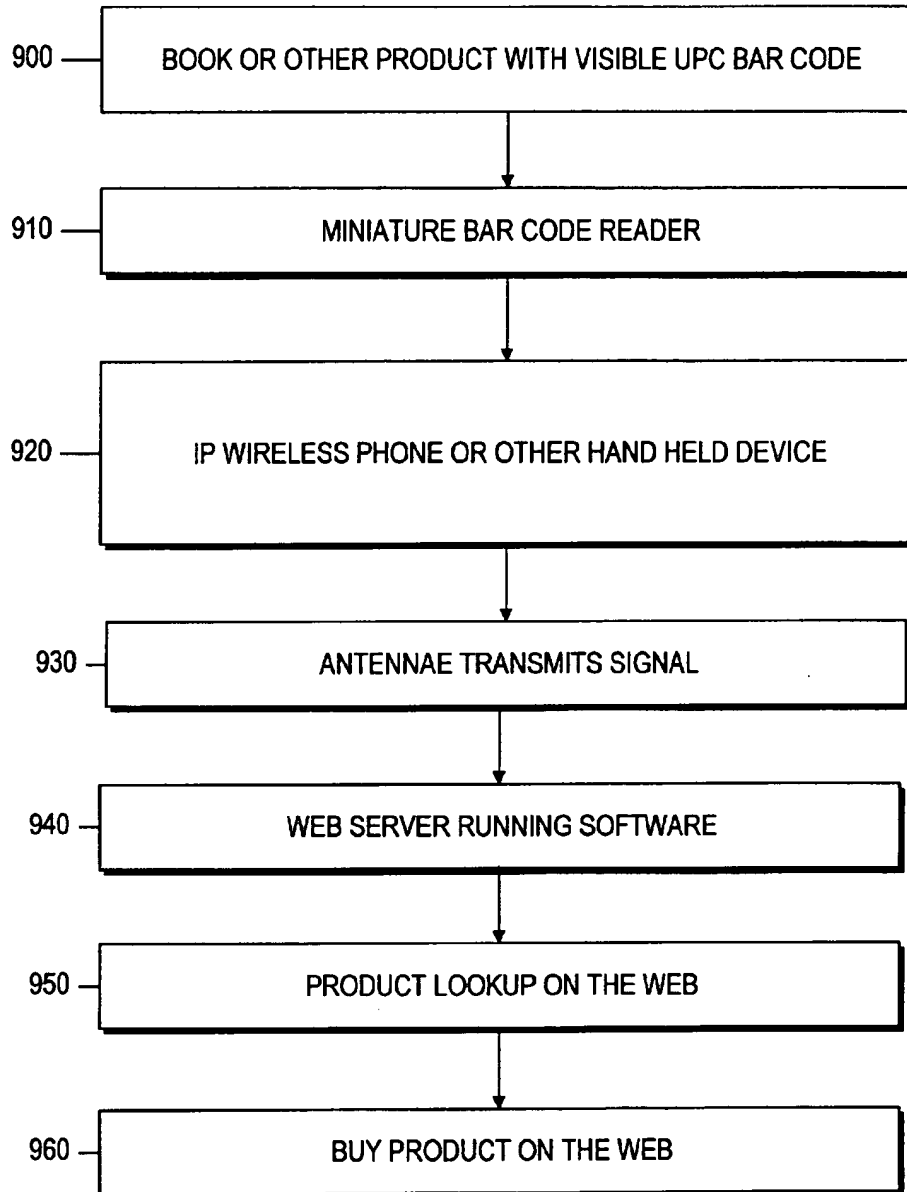 900 BOOK OR OTHER PRODUCT WITH VISIBLE UPC BAR CODE
910 MINIATURE BAR CODE READER
920 IP WIRELESS PHONE OR OTHER HAND HELD DEVICE
930 ANTENNAE TRANSMITS SIGNAL
940 WEB SERVER RUNNING SOFTWARE
950 PRODUCT LOOKUP ON THE WEB
960 BUY PRODUCT ON THE WEB